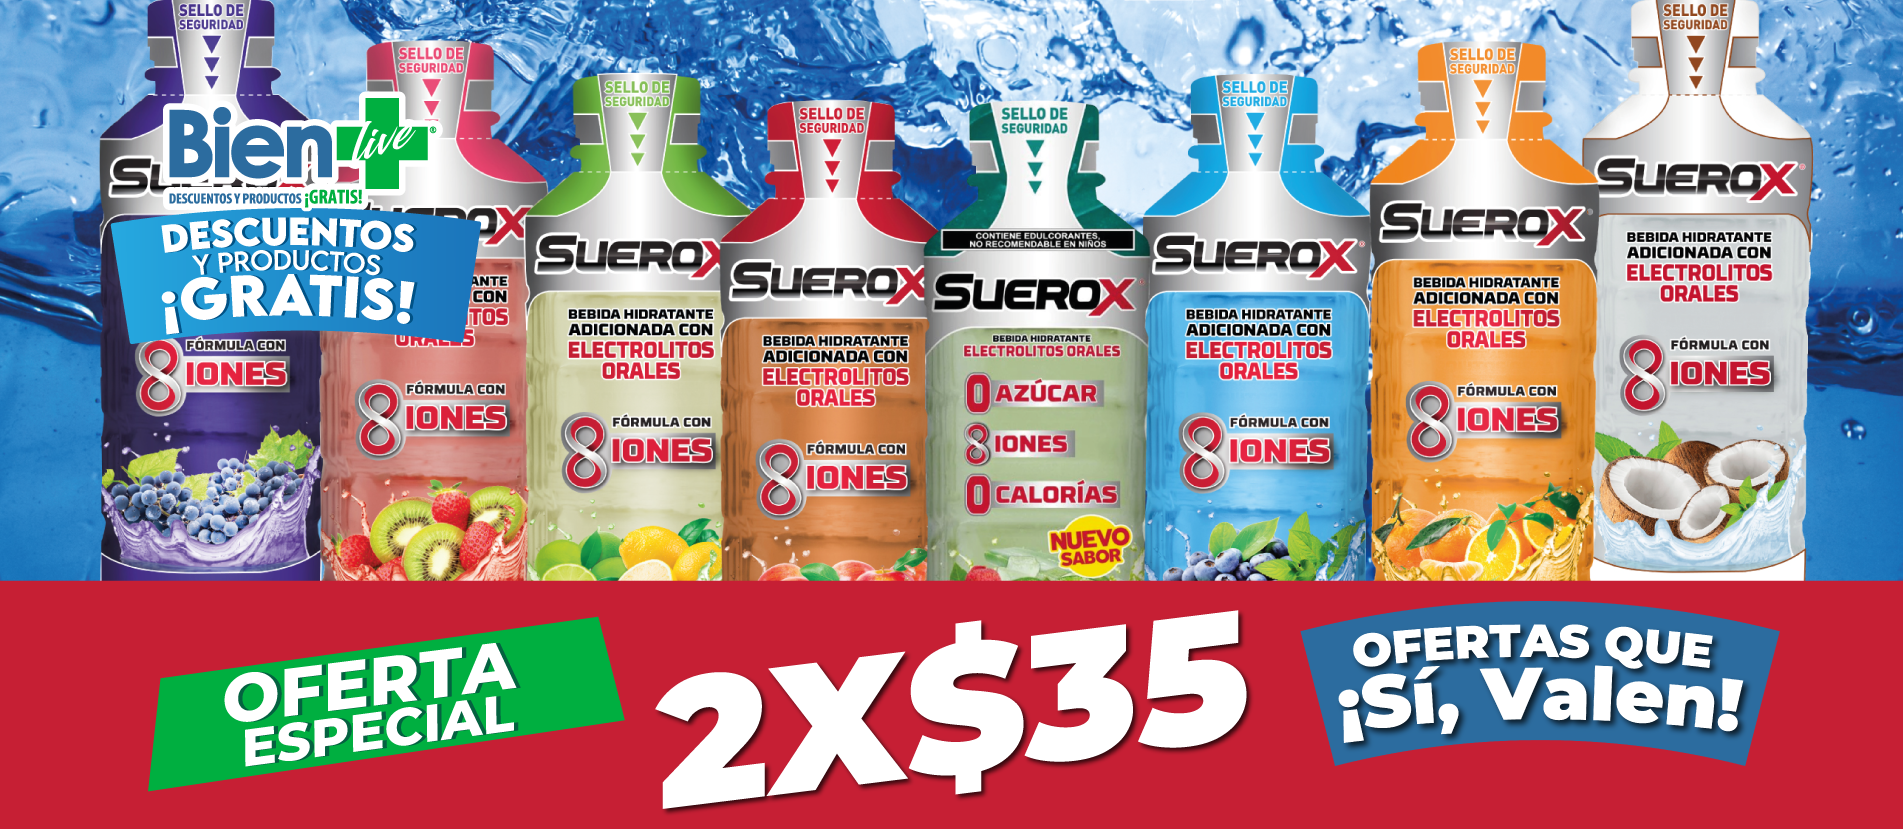 SELLO DE
SEGURIDAD
Bien live®
DESCUENTOS Y PRODUCTOS ¡GRATIS!
DESCUENTOS
Y PRODUCTOS
¡GRATIS!
FÓRMULA CON
8 IONES
SELLO DE
SEGURIDAD
ORALES
FÓRMULA CON
8 IONES
SELLO DE
SEGURIDAD
SUEROX
BEBIDA HIDRATANTE
ADICIONADA CON
ELECTROLITOS
ORALES
FÓRMULA CON
8 IONES
SELLO DE
SEGURIDAD
SUEROX
BEBIDA HIDRATANTE
ADICIONADA CON
ELECTROLITOS
ORALES
FÓRMULA CON
8 IONES
SELLO DE
SEGURIDAD
CONTIENE EDULCORANTES,
NO RECOMENDABLE EN NIÑOS
SUEROX®
BEBIDA HIDRATANTE
ELECTROLITOS ORALES
0 AZÚCAR
8 IONES
0 CALORÍAS
NUEVO
SABOR
SELLO DE
SEGURIDAD
SUEROX®
BEBIDA HIDRATANTE
ADICIONADA CON
ELECTROLITOS
ORALES
FÓRMULA CON
8 IONES
SELLO DE
SEGURIDAD
SUEROX®
BEBIDA HIDRATANTE
ADICIONADA CON
ELECTROLITOS
ORALES
FÓRMULA CON
8 IONES
SELLO DE
SEGURIDAD
SUEROX®
BEBIDA HIDRATANTE
ADICIONADA CON
ELECTROLITOS
ORALES
FÓRMULA CON
8 IONES
OFERTA
ESPECIAL
2X$35
OFERTAS QUE
¡Sí, Valen!